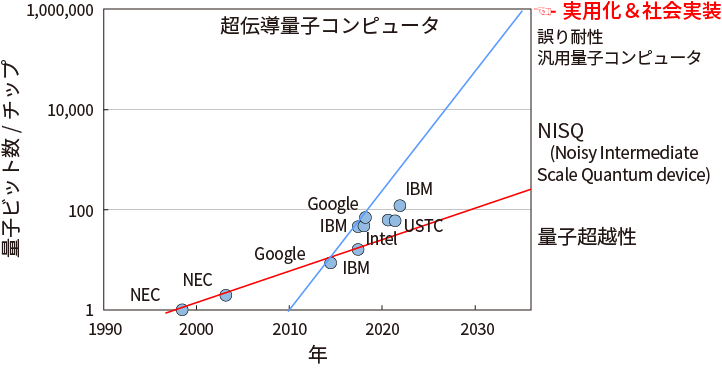 超伝導量子コンピュータ
☜ 実用化＆社会実装
誤り耐性
汎用量子コンピュータ
NISQ
(Noisy Intermediate
Scale Quantum device)
量子超越性
量子ビット数 / チップ
1,000,000
10,000
100
1
NEC
NEC
Google
Google
IBM
IBM
Intel
IBM
USTC
1990
2000
2010
2020
2030
年